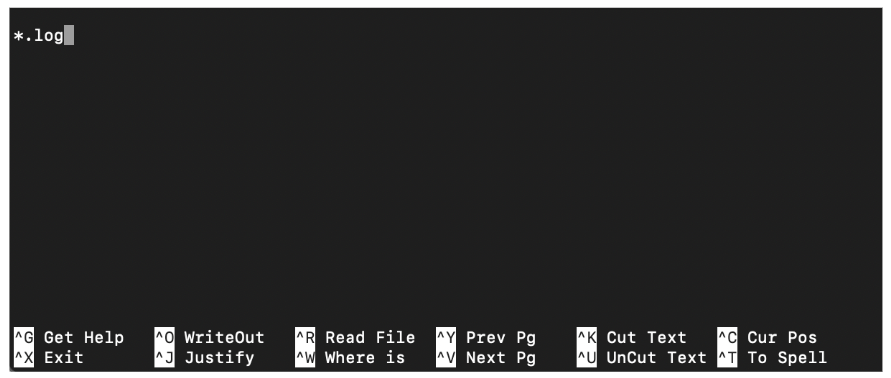 *.log
^G Get Help ^O WriteOut ^R Read File ^Y Prev Pg ^K Cut Text ^C Cur Pos
^X Exit ^J Justify ^W Where is ^V Next Pg ^U UnCut Text ^T To Spell